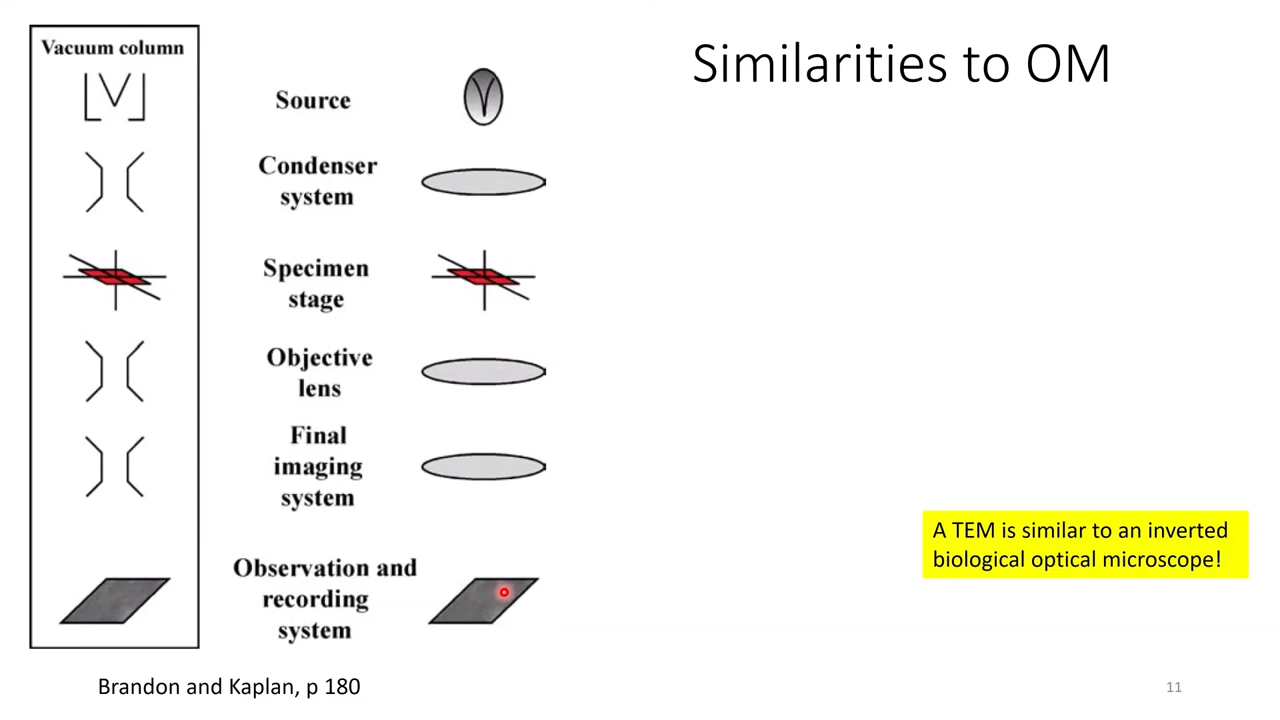 Similarities to OM
Vacuum column
Source
Condenser
system
Specimen
stage
Objective
lens
Final
imaging
system
Observation and
recording
system
A TEM is similar to an inverted
biological optical microscope!
Brandon and Kaplan, p 180
11